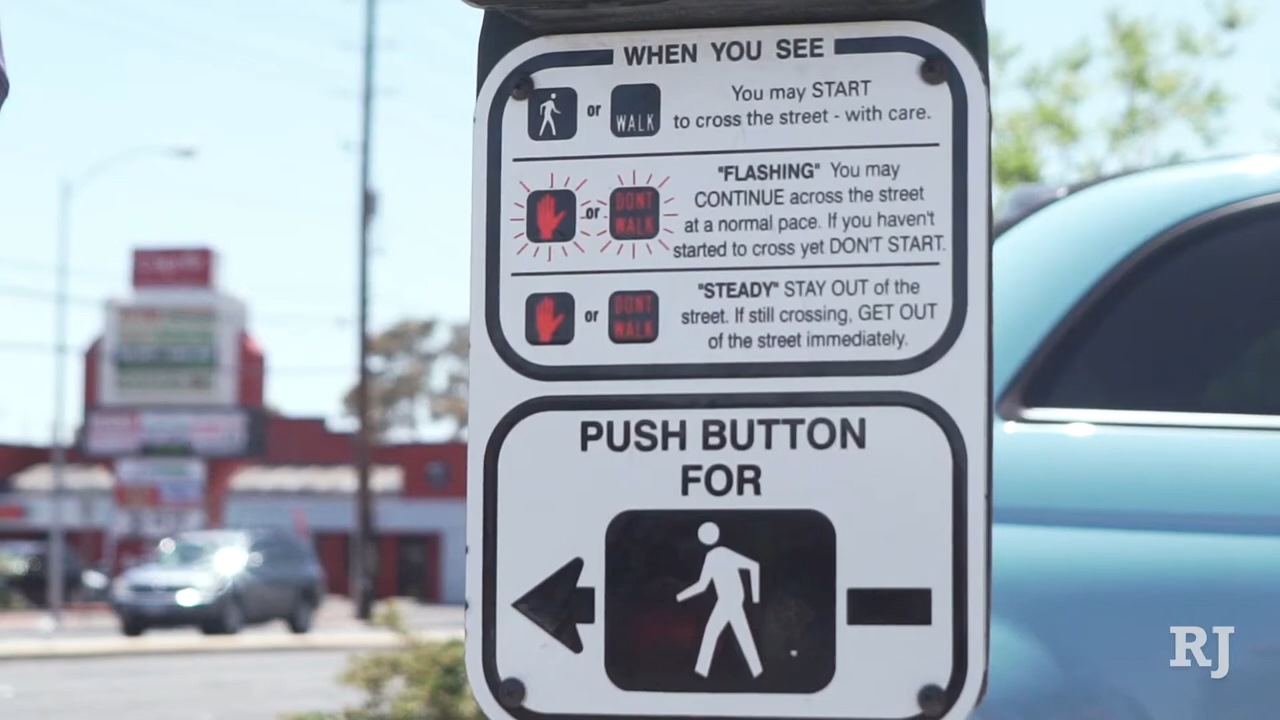 WHEN YOU SEE
or
WALK
You may START
to cross the street - with care.
or
DONT
WALK
"FLASHING" You may
CONTINUE across the street
at a normal pace. If you haven't
started to cross yet DON'T START.
or
DONT
WALK
"STEADY" STAY OUT of the
street. If still crossing, GET OUT
of the street immediately.
PUSH BUTTON
FOR
RJ